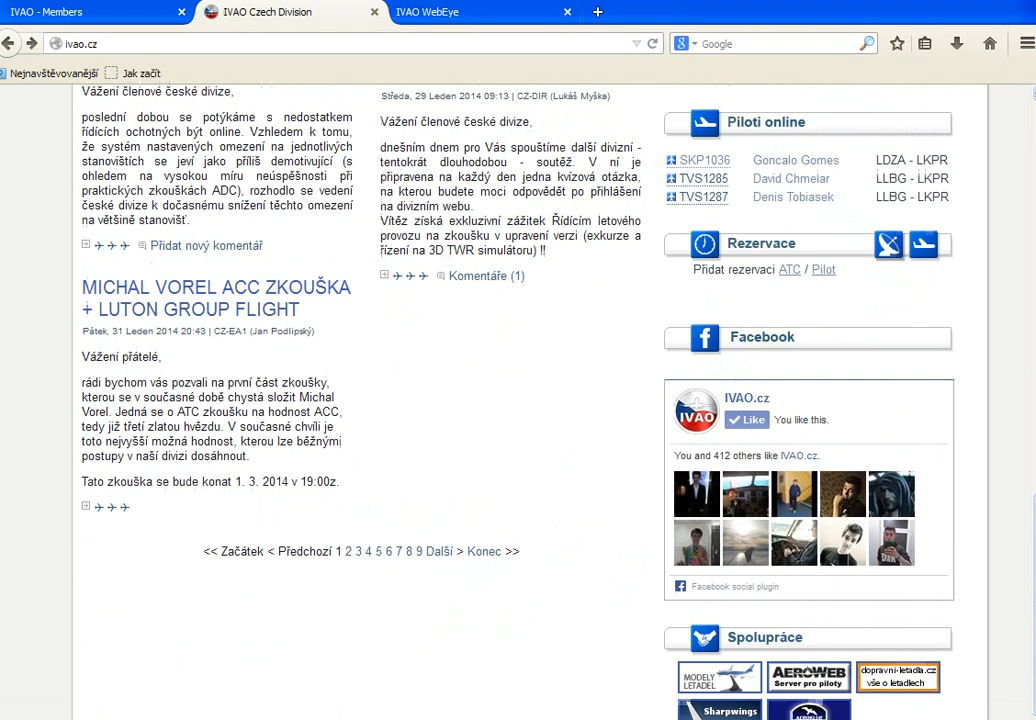 IVAO - Members
IVAO Czech Division
IVAO WebEye
ivao.cz
Google
Nejnavštěvovanější
Jak začít
Vážení členové české divize,
poslední dobou se potýkáme s nedostatkem
řídících ochotných být online. Vzhledem k tomu,
že systém nastavených omezení na jednotlivých
stanovištích se jeví jako příliš demotivující (s
ohledem na vysokou míru neúspěšnosti při
praktických zkouškách ADC), rozhodlo se vedení
české divize k dočasnému snížení těchto omezení
na většině stanovišť.
Přidat nový komentář
MICHAL VOREL ACC ZKOUŠKA
+ LUTON GROUP FLIGHT
Pátek, 31 Leden 2014 20:43 | CZ-EA1 (Jan Podlipský)
Vážení přátelé,
rádi bychom vás pozvali na první část zkoušky,
kterou se v současné době chystá složit Michal
Vorel. Jedná se o ATC zkoušku na hodnost ACC,
tedy již třetí zlatou hvězdu. V současné chvíli je
toto nejvyšší možná hodnost, kterou lze běžnými
postupy v naší divizi dosáhnout.
Tato zkouška se bude konat 1. 3. 2014 v 19:00z.
Středa, 29 Leden 2014 09:13 | CZ-DIR (Lukáš Myška)
Vážení členové české divize,
dnešním dnem pro Vás spouštíme další divizní -
tentokrát dlouhodobou - soutěž. V ní je
připravena na každý den jedna kvízová otázka,
na kterou budete moci odpovědět po přihlášení
na divizním webu.
Vítěz získá exkluzivní zážitek Řídícím letového
provozu na zkoušku v upravení verzi (exkurze a
řízení na 3D TWR simulátoru) !!
Komentáře (1)
<< Začátek < Předchozí 1 2 3 4 5 6 7 8 9 Další > Konec >>
Piloti online
SKP1036 Goncalo Gomes LDZA - LKPR
TVS1285 David Chmelar LLBG - LKPR
TVS1287 Denis Tobiasek LLBG - LKPR
Rezervace
Přidat rezervaci ATC / Pilot
Facebook
IVAO
IVAO.cz
Like You like this.
You and 412 others like IVAO.cz.
Facebook social plugin
Spolupráce
MODELY
LETADEL
AEROWEB
Server pro piloty
dopravni-letadla.cz
vše o letadlech
Sharpwings
AEROKLUB